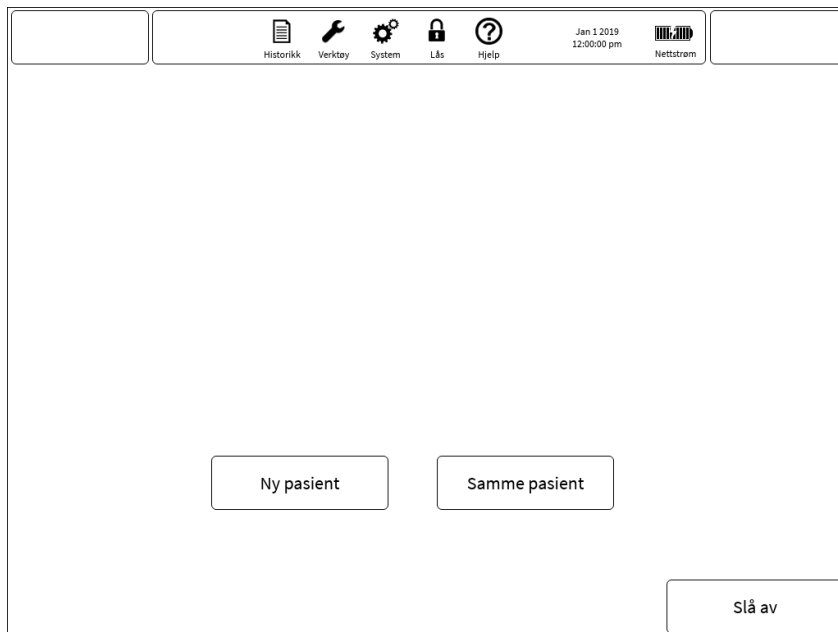 Historikk
Verktøy
System
Lås
Hjelp
Jan 1 2019
12:00:00 pm
Nettstrøm
Ny pasient
Samme pasient
Slå av